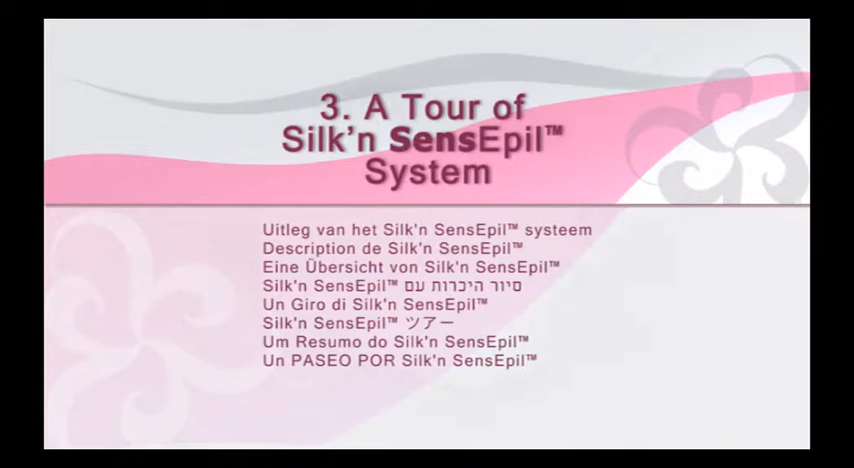 3. A Tour of
Silk'n SensEpil™
System
Uitleg van het Silk'n SensEpil™ systeem
Description de Silk'n SensEpil™
Eine Übersicht von Silk'n SensEpil™
Silk'n SensEpil™ סיור היכרות עם
Un Giro di Silk'n SensEpil™
Silk'n SensEpil™ ツアー
Um Resumo do Silk'n SensEpil™
Un PASEO POR Silk'n SensEpil™